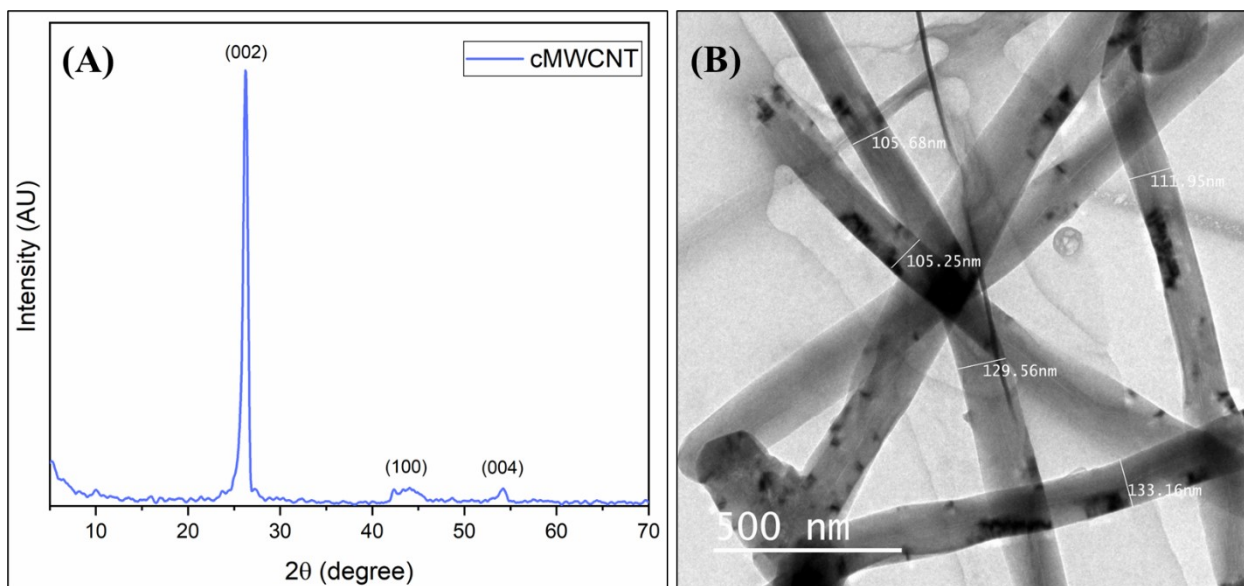 (A)
(002)
cMWCNT
Intensity (AU)
(100)
(004)
10
20
30
40
50
60
70
2θ (degree)
(B)
105.68nm
111.95nm
105.25nm
129.56nm
133.16nm
500 nm